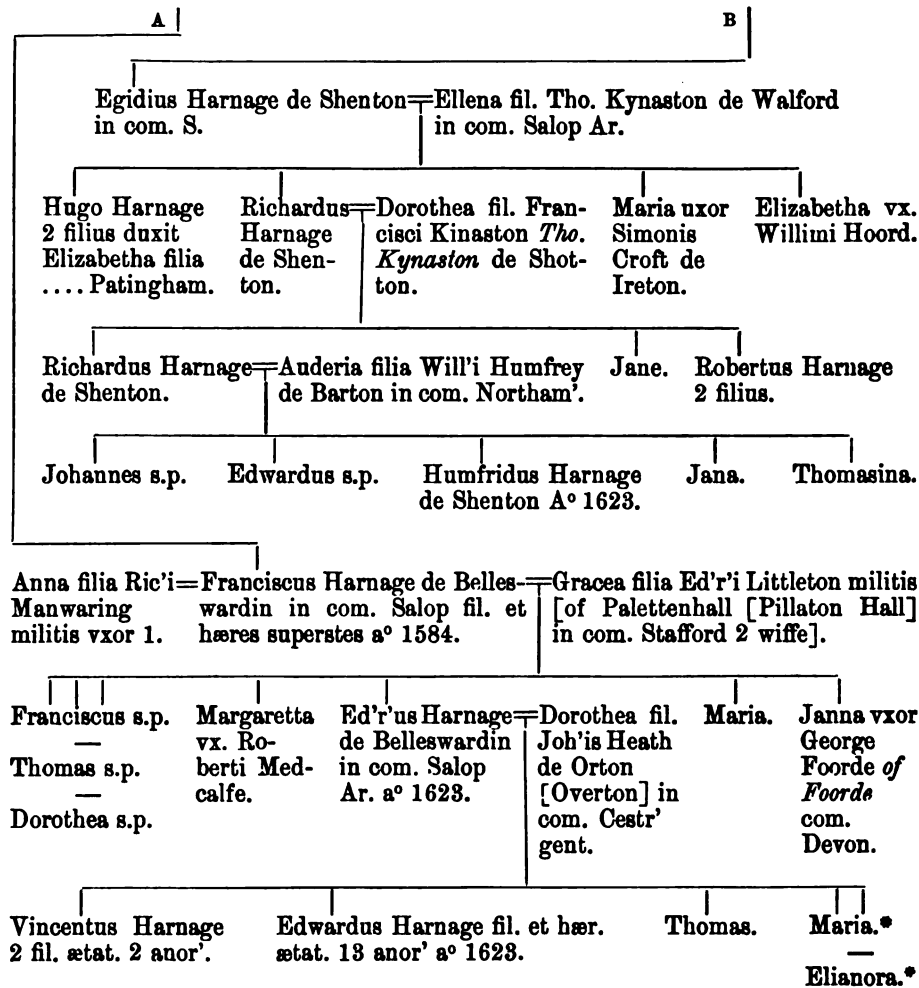 A
B
Egidius Harnage de Shenton=Ellena fil. Tho. Kynaston de Walford
in com. S.
in com. Salop Ar.
Hugo Harnage
2 filius duxit
Elizabetha filia
.... Patingham.
Richardus=
Harnage
de Shen-
ton.
Dorothea fil. Fran-
cisci Kinaston Tho.
Kynaston de Shot-
ton.
Maria uxor
Simonis
Croft de
Ireton.
Elizabetha vx.
Willimi Hoord.
Richardus Harnage=
de Shenton.
Auderia filia Will'i Humfrey
de Barton in com. Northam'.
Jane.
Robertus Harnage
2 filius.
Johannes s.p.
Edwardus s.p.
Humfridus Harnage
de Shenton Aº 1623.
Jana.
Thomasina.
Anna filia Ric'i=
Manwaring
militis vxor 1.
Franciscus Harnage de Belles-=
wardin in com. Salop fil. et
hæres superstes aº 1584.
Gracea filia Ed'r'i Littleton militis
[of Palettenhall [Pillaton Hall]
in com. Stafford 2 wiffe].
Franciscus s.p.
—
Thomas s.p.
—
Dorothea s.p.
Margaretta
vx. Ro-
berti Med-
calfe.
Ed'r'us Harnage=
de Belleswardin
in com. Salop
Ar. aº 1623.
Dorothea fil.
Joh'is Heath
de Orton
[Overton] in
com. Cestr'
gent.
Maria.
Janna vxor
George
Foorde of
Foorde
com.
Devon.
Vincentus Harnage
2 fil. ætat. 2 anor'.
Edwardus Harnage fil. et hær.
ætat. 13 anor' aº 1623.
Thomas.
Maria.*
—
Elianora.*